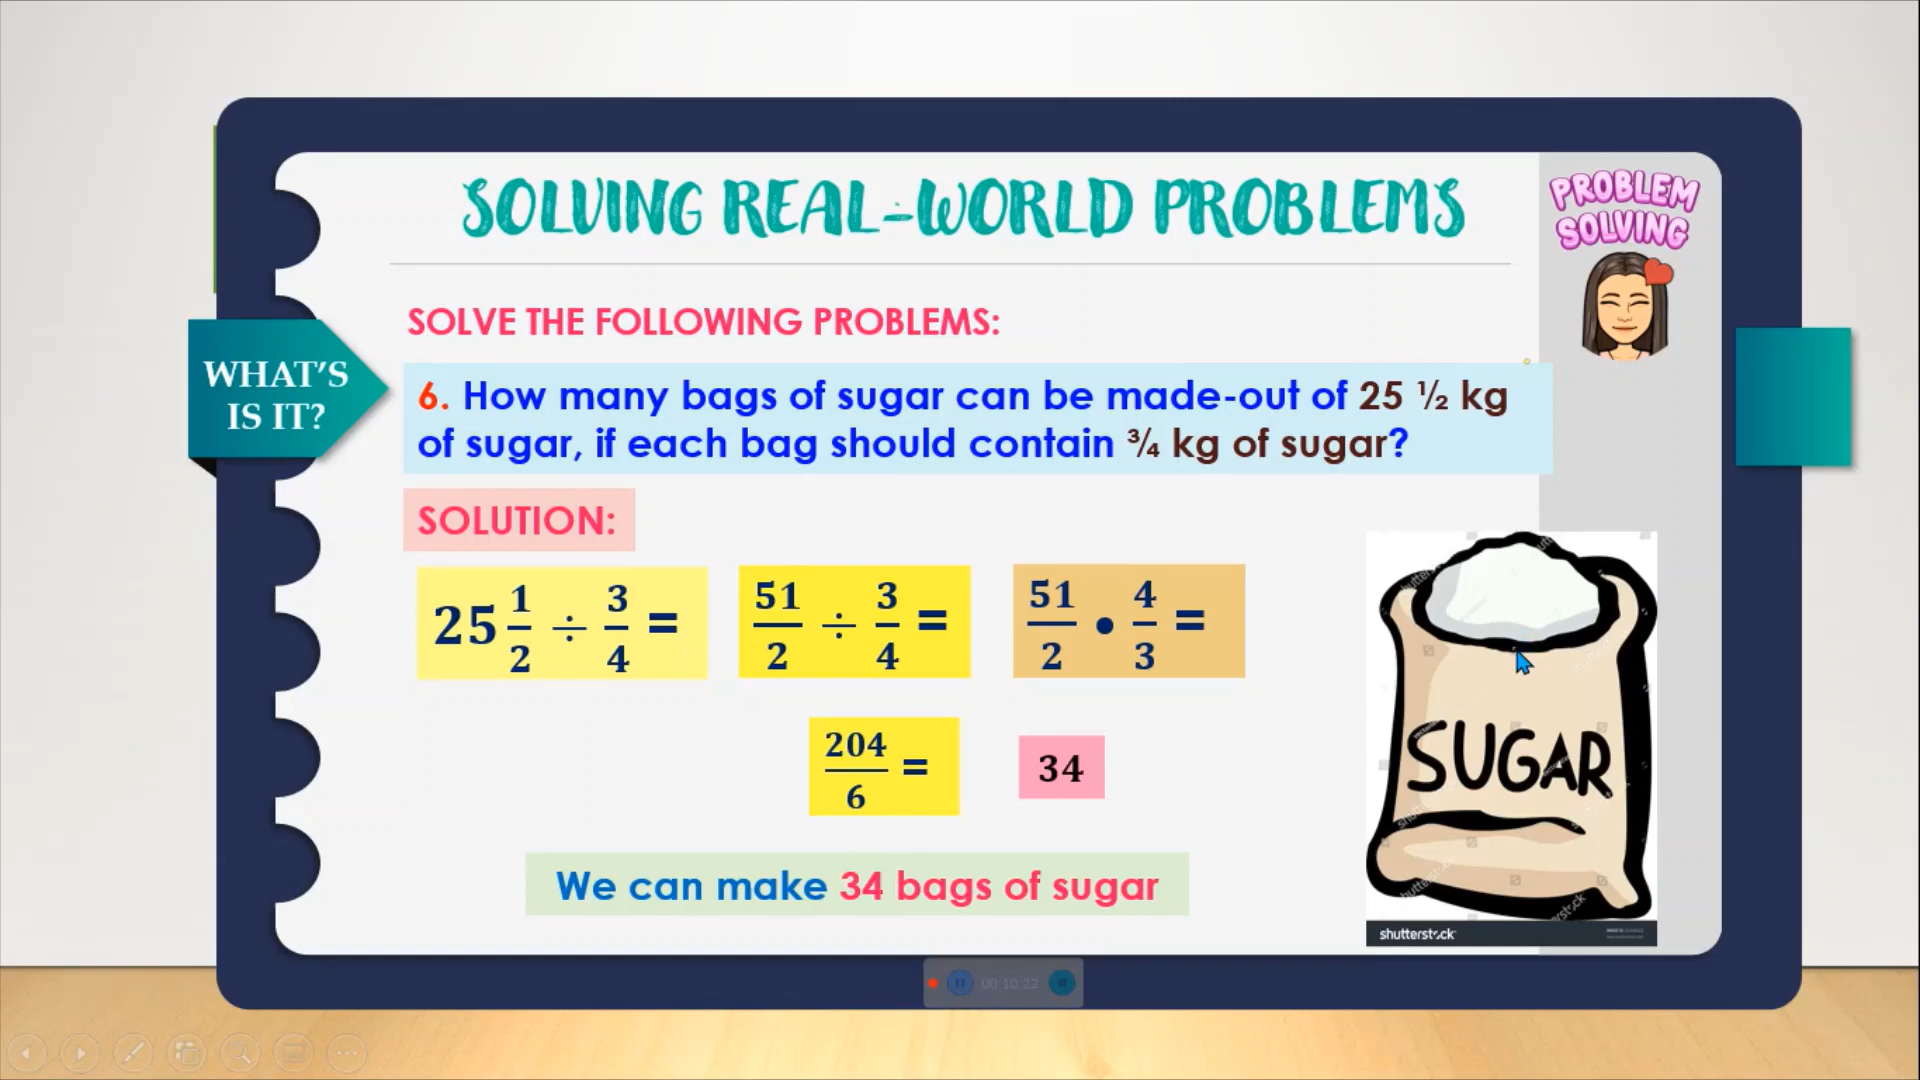 SOLVING REAL-WORLD PROBLEMS
PROBLEM
SOLVING
SOLVE THE FOLLOWING PROBLEMS:
WHAT'S
IS IT?
6. How many bags of sugar can be made-out of 25 ½ kg
of sugar, if each bag should contain ¾ kg of sugar?
SOLUTION:
25 1/2 ÷ 3/4 =
51/2 ÷ 3/4 =
51/2 • 4/3 =
204/6 =
34
SUGAR
We can make 34 bags of sugar
shutterstock
00:10:22